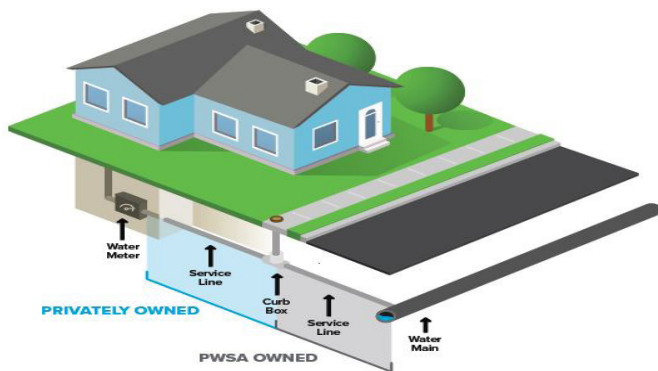 Water
Meter
Service
Line
Curb
Box
Service
Line
Water
Main
PRIVATELY OWNED
PWSA OWNED